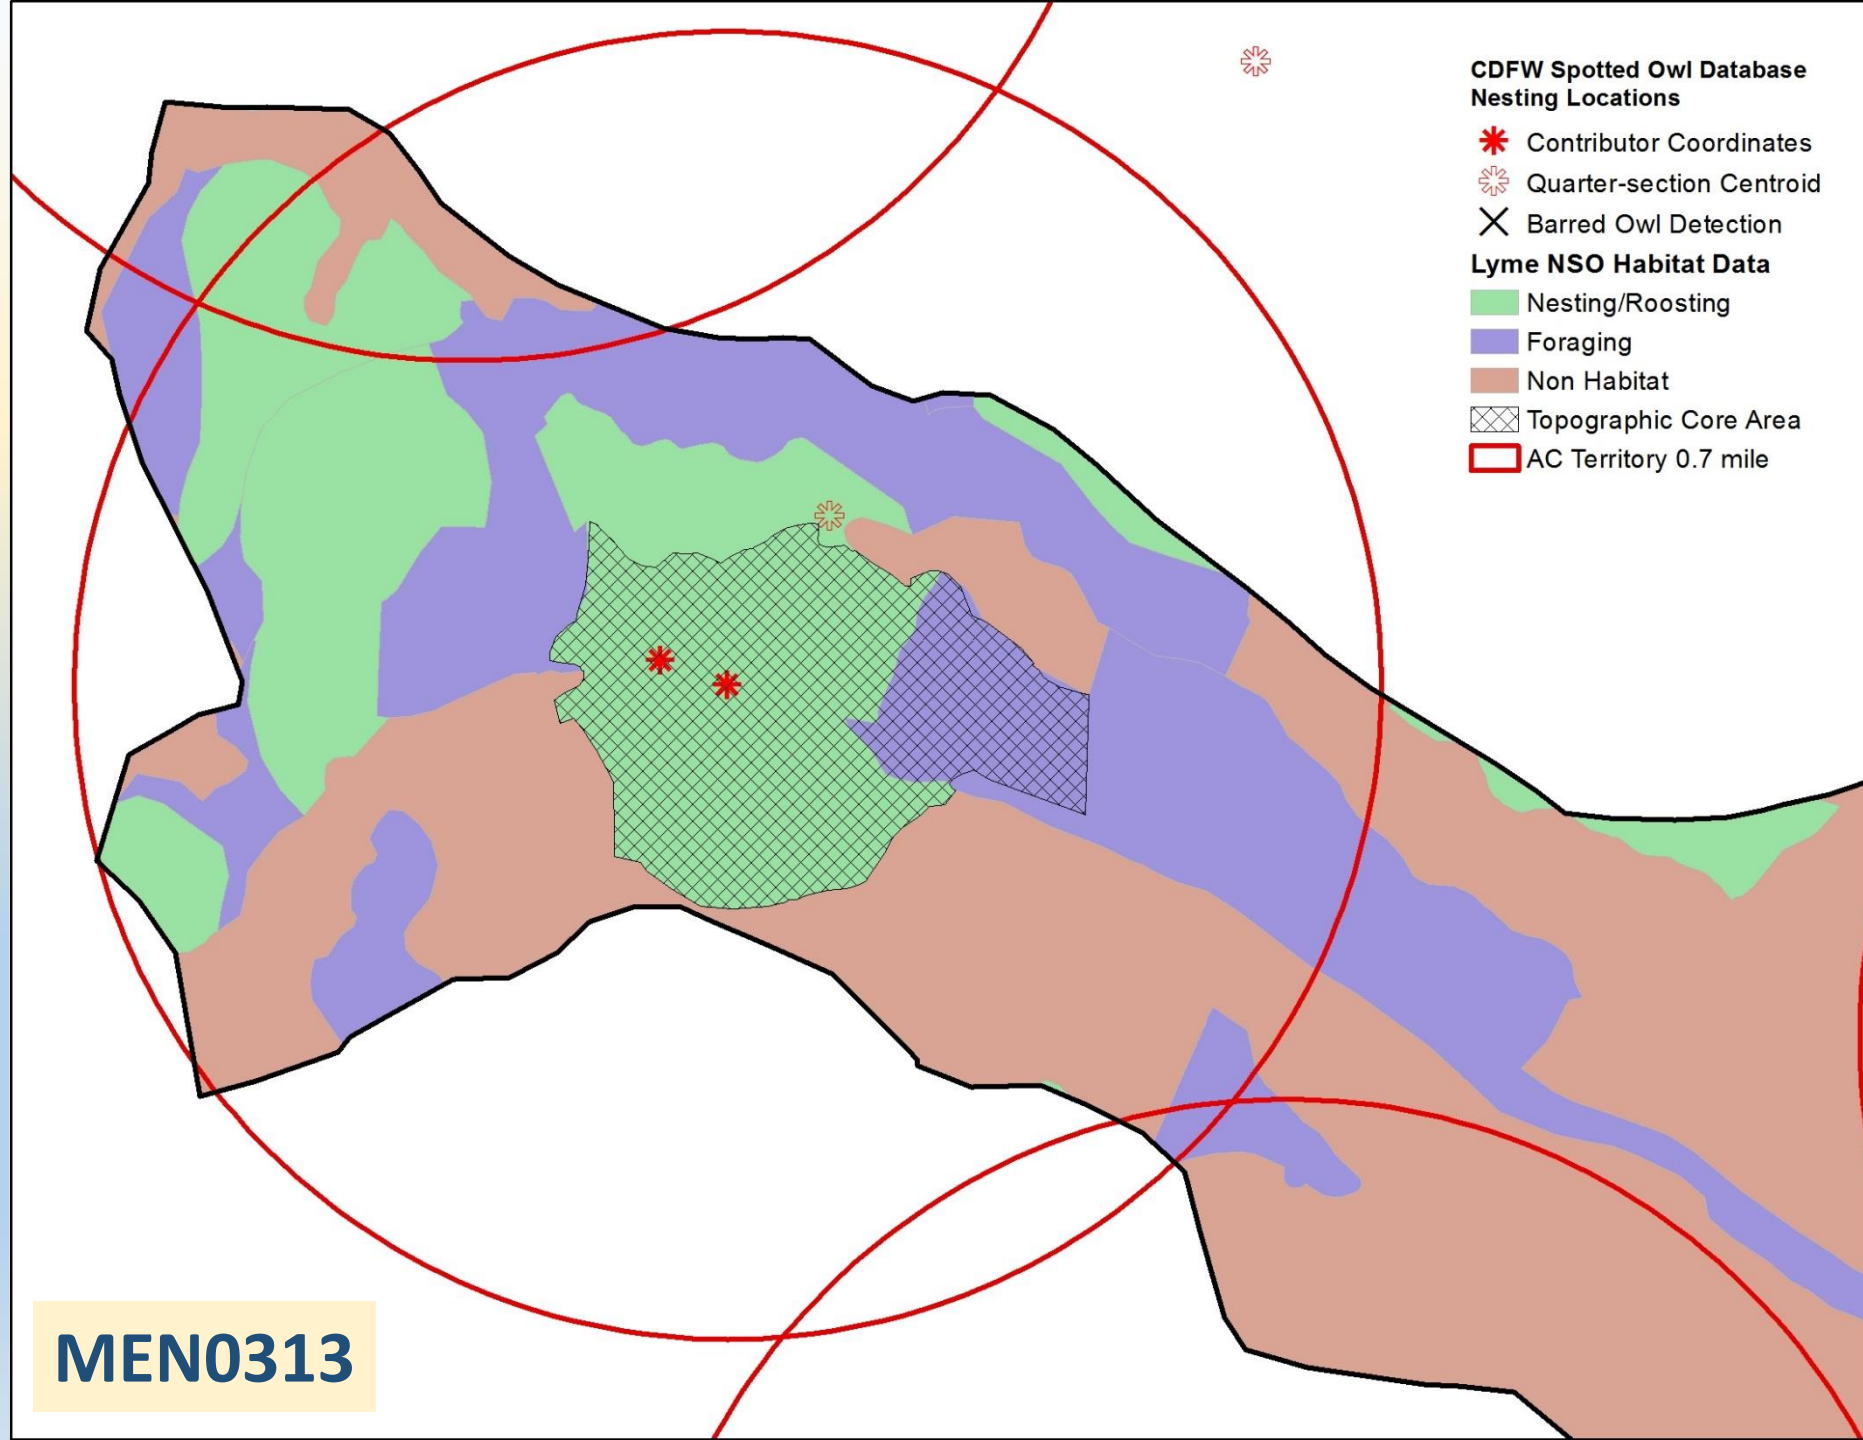 CDFW Spotted Owl Database
Nesting Locations
Contributor Coordinates
Quarter-section Centroid
Barred Owl Detection
Lyme NSO Habitat Data
Nesting/Roosting
Foraging
Non Habitat
Topographic Core Area
AC Territory 0.7 mile
MEN0313